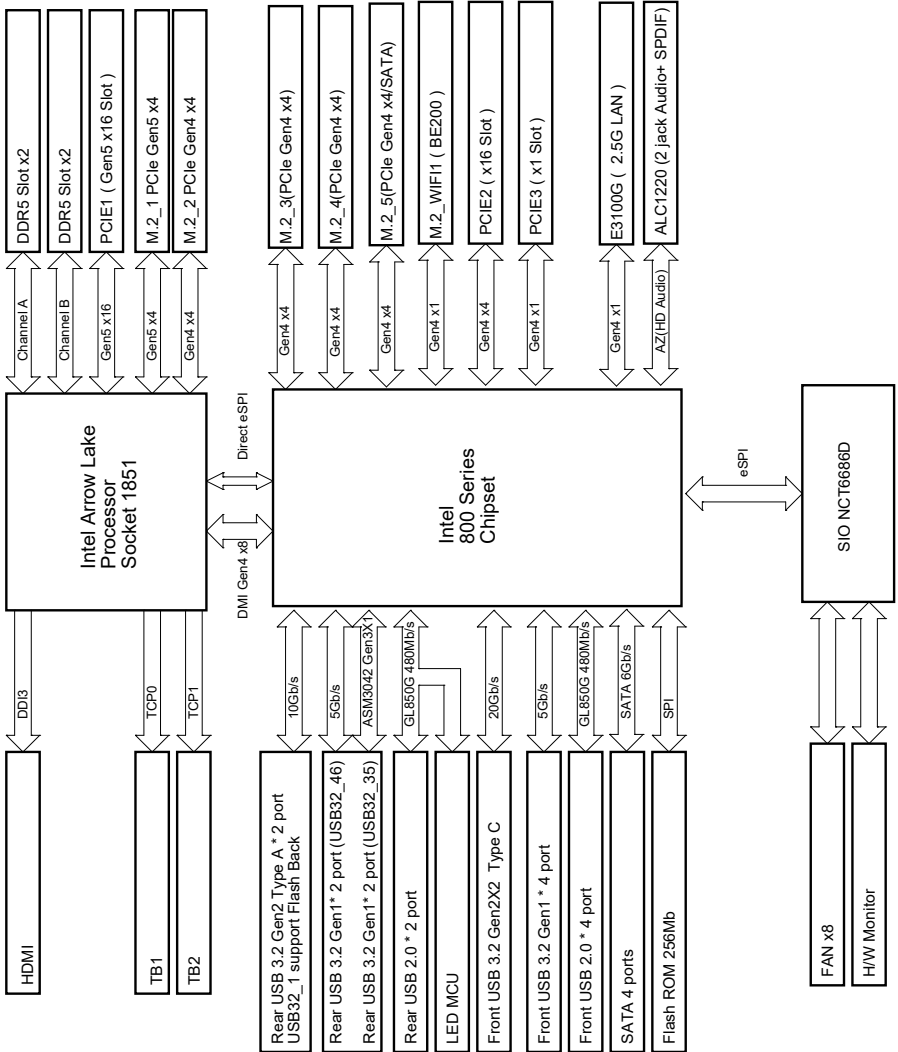 DDR5 Slot x2
DDR5 Slot x2
PCIE1 ( Gen5 x16 Slot )
M.2_1 PCIe Gen5 x4
M.2_2 PCIe Gen4 x4
M.2_3(PCIe Gen4 x4)
M.2_4(PCIe Gen4 x4)
M.2_5(PCIe Gen4 x4/SATA)
M.2_WIFI1 ( BE200 )
PCIE2 ( x16 Slot )
PCIE3 ( x1 Slot )
E3100G ( 2.5G LAN )
ALC1220 (2 jack Audio+ SPDIF)
Channel A
Channel B
Gen5 x16
Gen5 x4
Gen4 x4
Gen4 x4
Gen4 x4
Gen4 x4
Gen4 x1
Gen4 x4
Gen4 x1
Gen4 x1
AZ(HD Audio)
Intel Arrow Lake
Processor
Socket 1851
Direct eSPI
DMI Gen4 x8
Intel
800 Series
Chipset
eSPI
SIO NCT6686D
DDI3
TCP0
TCP1
10Gb/s
5Gb/s
ASM3042 Gen3X1
GL850G 480Mb/s
20Gb/s
5Gb/s
GL850G 480Mb/s
SATA 6Gb/s
SPI
HDMI
TB1
TB2
Rear USB 3.2 Gen2 Type A * 2 port
USB32_1 support Flash Back
Rear USB 3.2 Gen1* 2 port (USB32_46)
Rear USB 3.2 Gen1* 2 port (USB32_35)
Rear USB 2.0 * 2 port
LED MCU
Front USB 3.2 Gen2X2 Type C
Front USB 3.2 Gen1 * 4 port
Front USB 2.0 * 4 port
SATA 4 ports
Flash ROM 256Mb
FAN x8
H/W Monitor